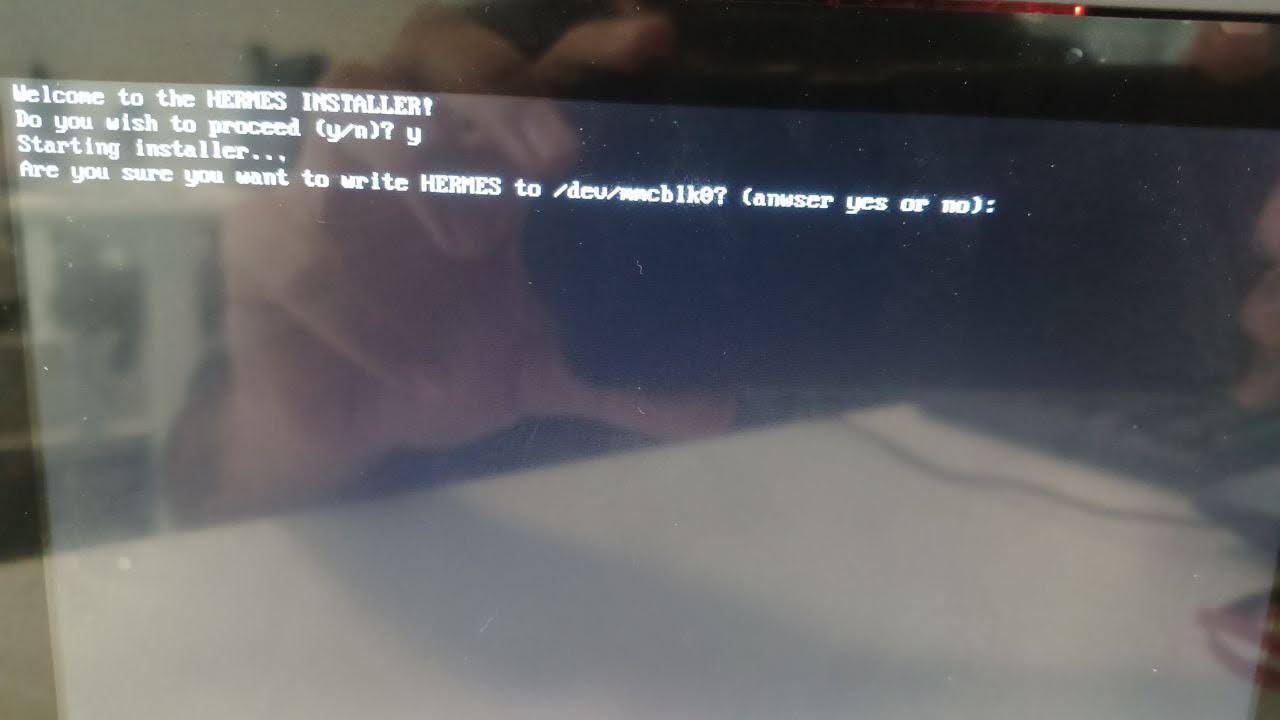 Welcome to the HERMES INSTALLER!
Do you wish to proceed (y/n)? y
Starting installer...
Are you sure you want to write HERMES to /dev/mmcblk0? (anwser yes or no):